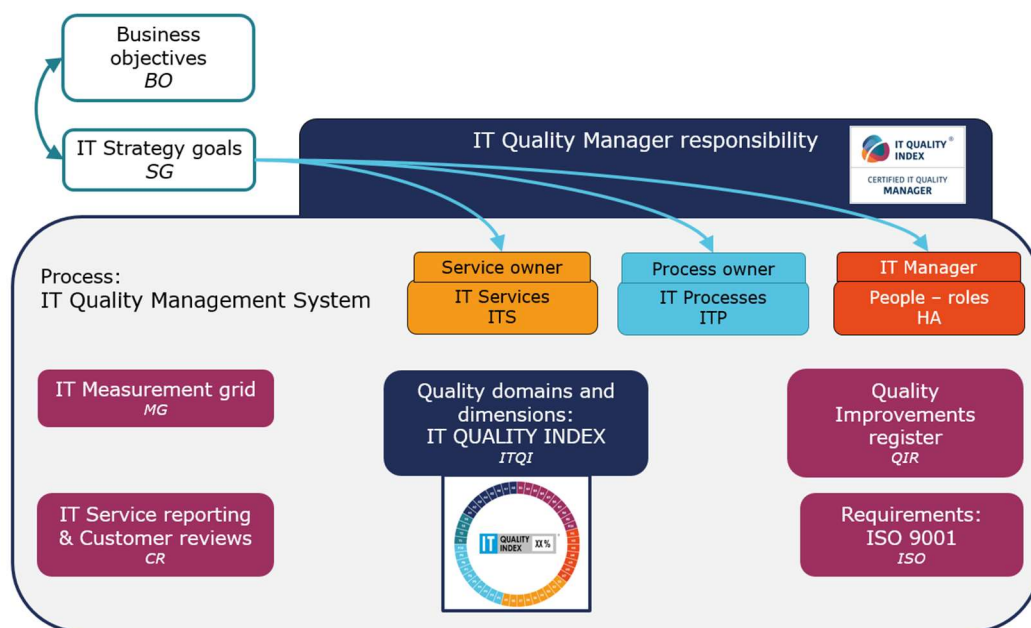 Business
objectives
BO
IT Strategy goals
SG
IT Quality Manager responsibility
IT QUALITY®
INDEX
CERTIFIED IT QUALITY
MANAGER
Process:
IT Quality Management System
Service owner
IT Services
ITS
Process owner
IT Processes
ITP
IT Manager
People – roles
HA
IT Measurement grid
MG
Quality domains and
dimensions:
IT QUALITY INDEX
ITQI
Quality
Improvements
register
QIR
IT Service reporting
& Customer reviews
CR
IT QUALITY INDEX XX%
Requirements:
ISO 9001
ISO